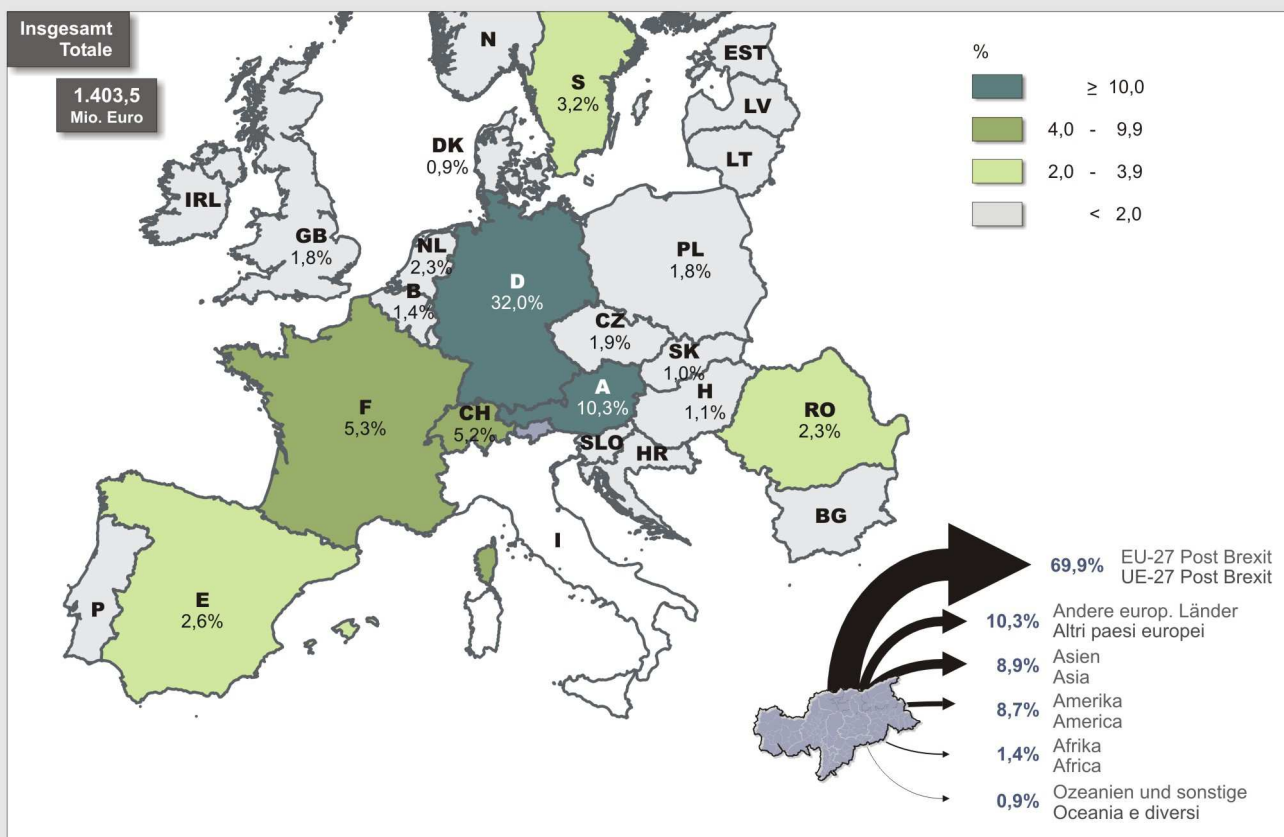 Insgesamt
Totale
1.403,5
Mio. Euro
N
S
3,2%
EST
LV
LT
DK
0,9%
IRL
GB
1,8%
NL
2,3%
B
1,4%
D
32,0%
PL
1,8%
CZ
1,9%
SK
1,0%
A
10,3%
H
1,1%
F
5,3%
CH
5,2%
SLO
HR
RO
2,3%
BG
I
P
E
2,6%
%
≥ 10,0
4,0 - 9,9
2,0 - 3,9
< 2,0
69,9% EU-27 Post Brexit
UE-27 Post Brexit
10,3% Andere europ. Länder
Altri paesi europei
8,9% Asien
Asia
8,7% Amerika
America
1,4% Afrika
Africa
0,9% Ozeanien und sonstige
Oceania e diversi